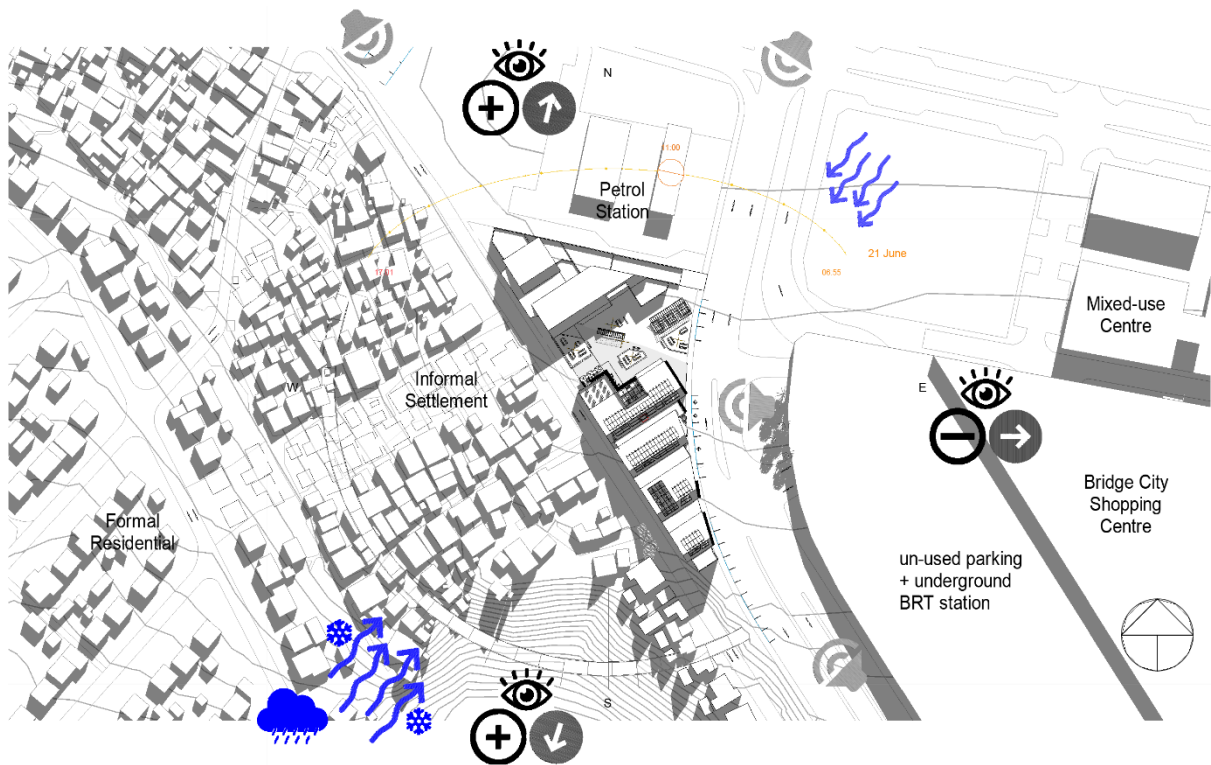 N
11:00
Petrol
Station
21 June
06.55
17.01
Mixed-use
Centre
W
Informal
Settlement
E
Bridge City
Shopping
Centre
Formal
Residential
un-used parking
+ underground
BRT station
S